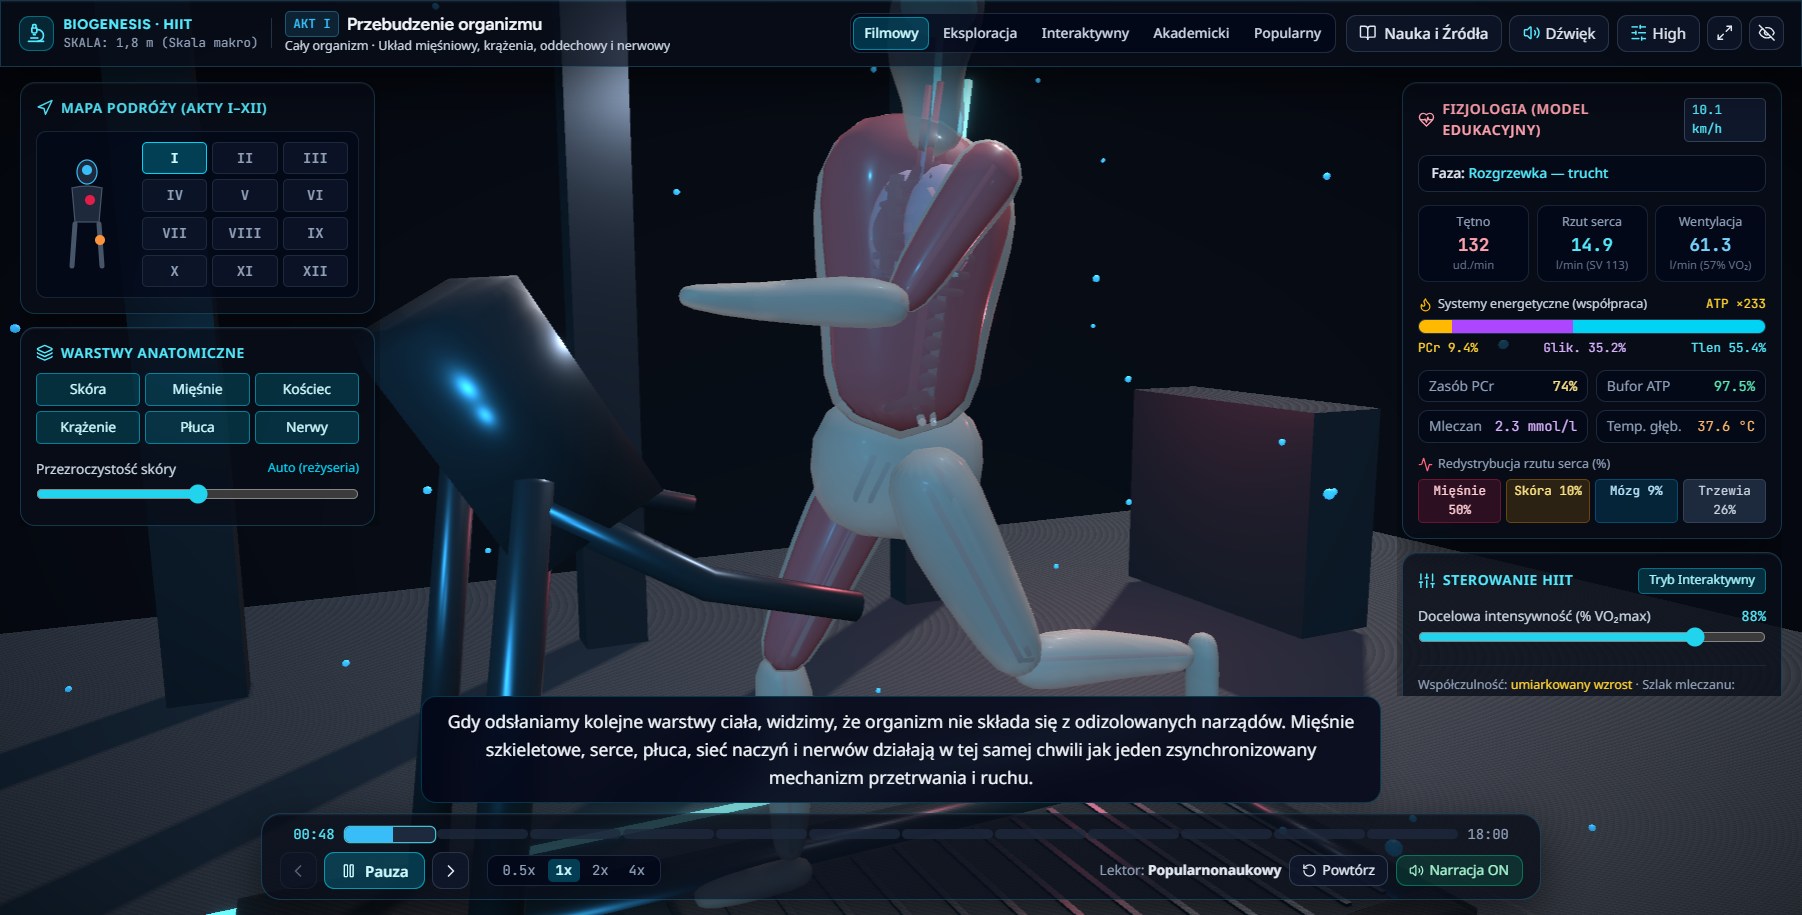 BIOGENESIS · HIIT
SKALA: 1,8 m (Skala makro)
AKT I
Przebudzenie organizmu
Cały organizm · Układ mięśniowy, krążenia, oddechowy i nerwowy
Filmowy
Eksploracja
Interaktywny
Akademicki
Popularny
Nauka i Źródła
Dźwięk
High
MAPA PODRÓŻY (AKTY I–XII)
I
II
III
IV
V
VI
VII
VIII
IX
X
XI
XII
WARSTWY ANATOMICZNE
Skóra
Mięśnie
Kościec
Krążenie
Płuca
Nerwy
Przezroczystość skóry
Auto (reżyseria)
FIZJOLOGIA (MODEL
EDUKACYJNY)
10.1
km/h
Faza: Rozgrzewka — trucht
Tętno
132
ud./min
Rzut serca
14.9
l/min (SV 113)
Wentylacja
61.3
l/min (57% VO₂)
Systemy energetyczne (współpraca)
ATP ×233
PCr 9.4%
Glik. 35.2%
Tlen 55.4%
Zasób PCr
74%
Bufor ATP
97.5%
Mleczan
2.3 mmol/l
Temp. głęb.
37.6 °C
Redystrybucja rzutu serca (%)
Mięśnie
50%
Skóra 10%
Mózg 9%
Trzewia
26%
STEROWANIE HIIT
Tryb Interaktywny
Docelowa intensywność (% VO₂max)
88%
Współczulność: umiarkowany wzrost · Szlak mleczanu:
Gdy odsłaniamy kolejne warstwy ciała, widzimy, że organizm nie składa się z odizolowanych narządów. Mięśnie
szkieletowe, serce, płuca, sieć naczyń i nerwów działają w tej samej chwili jak jeden zsynchronizowany
mechanizm przetrwania i ruchu.
00:48
18:00
Pauza
0.5x
1x
2x
4x
Lektor: Popularnonaukowy
Powtórz
Narracja ON